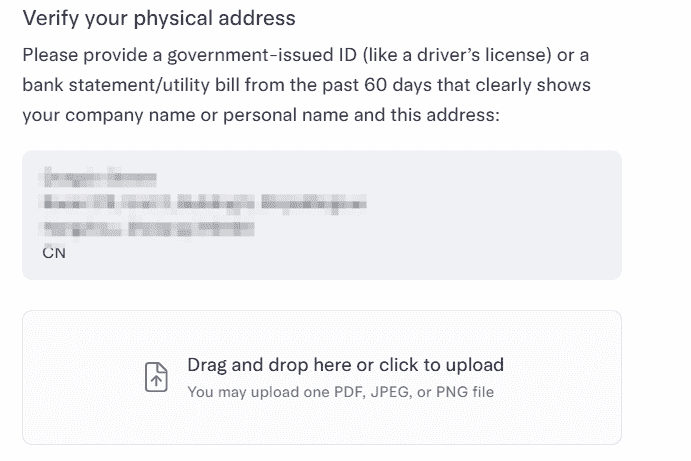 Verify your physical address
Please provide a government-issued ID (like a driver's license) or a
bank statement/utility bill from the past 60 days that clearly shows
your company name or personal name and this address:
CN
Drag and drop here or click to upload
You may upload one PDF, JPEG, or PNG file